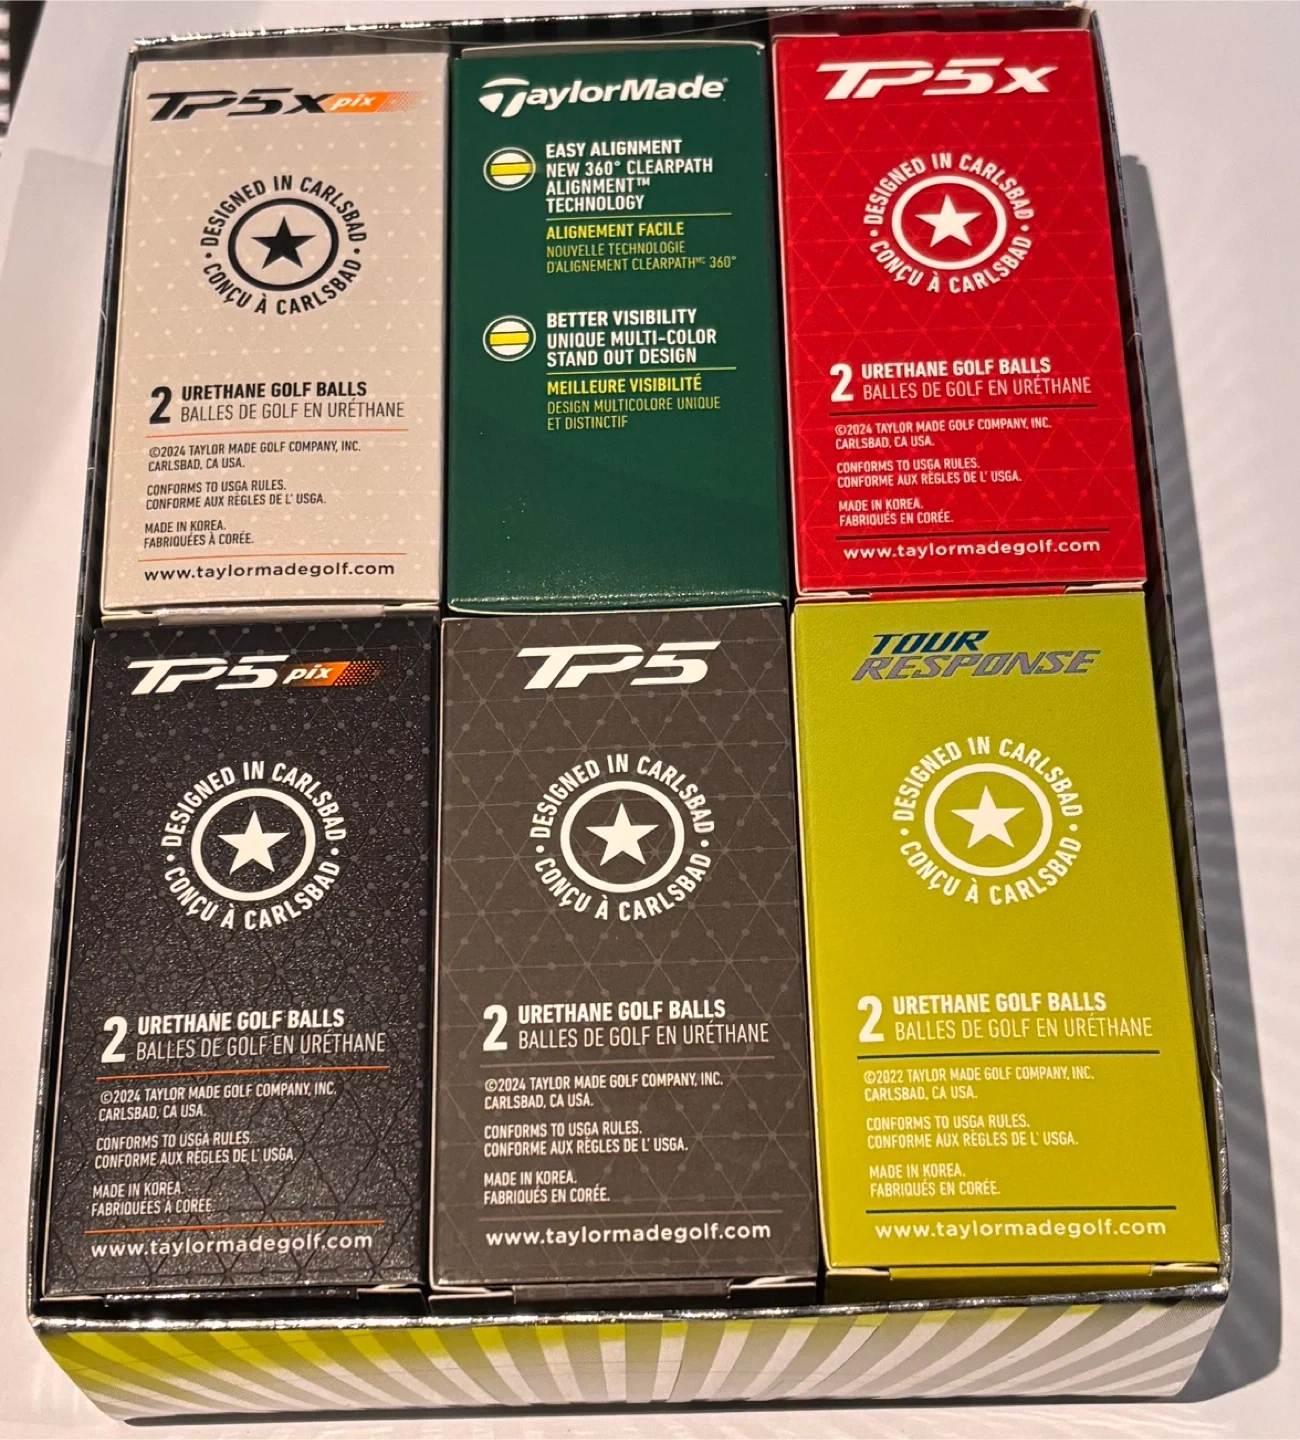 TP5x pix
DESIGNED IN CARLSBAD
CONÇU À CARLSBAD
2 URETHANE GOLF BALLS
BALLES DE GOLF EN URÉTHANE
©2024 TAYLOR MADE GOLF COMPANY, INC.
CARLSBAD, CA USA.
CONFORMS TO USGA RULES.
CONFORME AUX RÈGLES DE L' USGA.
MADE IN KOREA.
FABRIQUÉES À CORÉE.
www.taylormadegolf.com
TaylorMade
EASY ALIGNMENT
NEW 360° CLEARPATH
ALIGNMENT™
TECHNOLOGY
ALIGNEMENT FACILE
NOUVELLE TECHNOLOGIE
D'ALIGNEMENT CLEARPATHᴹᶜ 360°
BETTER VISIBILITY
UNIQUE MULTI-COLOR
STAND OUT DESIGN
MEILLEURE VISIBILITÉ
DESIGN MULTICOLORE UNIQUE
ET DISTINCTIF
TP5x
DESIGNED IN CARLSBAD
CONÇU À CARLSBAD
2 URETHANE GOLF BALLS
BALLES DE GOLF EN URÉTHANE
©2024 TAYLOR MADE GOLF COMPANY, INC.
CARLSBAD, CA USA.
CONFORMS TO USGA RULES.
CONFORME AUX RÈGLES DE L' USGA.
MADE IN KOREA.
FABRIQUÉS EN CORÉE.
www.taylormadegolf.com
TP5 pix
DESIGNED IN CARLSBAD
CONÇU À CARLSBAD
2 URETHANE GOLF BALLS
BALLES DE GOLF EN URÉTHANE
©2024 TAYLOR MADE GOLF COMPANY, INC.
CARLSBAD, CA USA.
CONFORMS TO USGA RULES.
CONFORME AUX RÈGLES DE L' USGA.
MADE IN KOREA.
FABRIQUÉES À CORÉE.
www.taylormadegolf.com
TP5
DESIGNED IN CARLSBAD
CONÇU À CARLSBAD
2 URETHANE GOLF BALLS
BALLES DE GOLF EN URÉTHANE
©2024 TAYLOR MADE GOLF COMPANY, INC.
CARLSBAD, CA USA.
CONFORMS TO USGA RULES.
CONFORME AUX RÈGLES DE L' USGA.
MADE IN KOREA.
FABRIQUÉS EN CORÉE.
www.taylormadegolf.com
TOUR
RESPONSE
DESIGNED IN CARLSBAD
CONÇU À CARLSBAD
2 URETHANE GOLF BALLS
BALLES DE GOLF EN URÉTHANE
©2022 TAYLOR MADE GOLF COMPANY, INC.
CARLSBAD, CA USA.
CONFORMS TO USGA RULES.
CONFORME AUX RÈGLES DE L' USGA.
MADE IN KOREA.
FABRIQUÉS EN CORÉE.
www.taylormadegolf.com